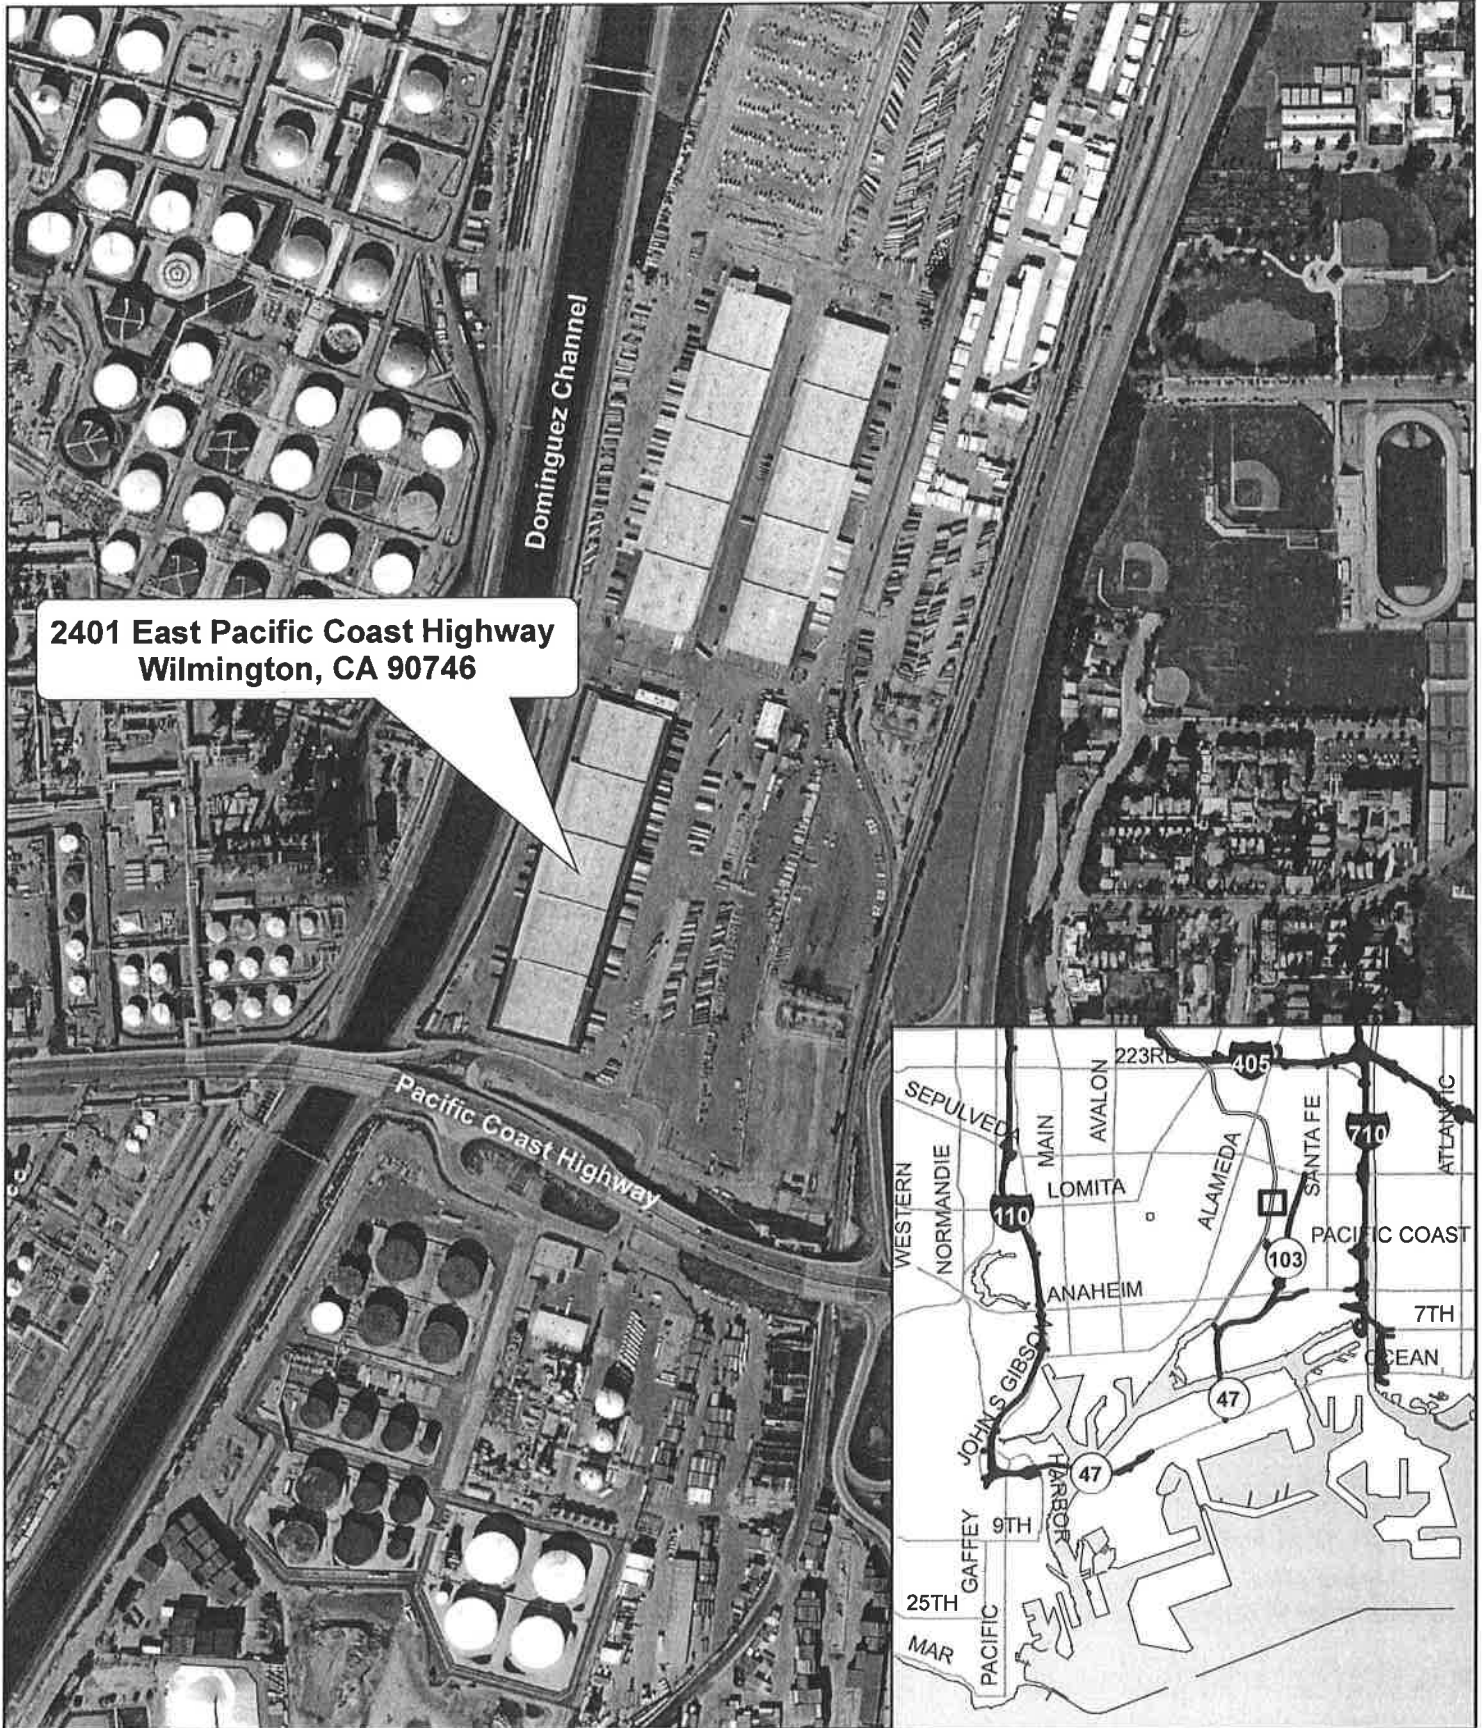 Dominguez Channel
2401 East Pacific Coast Highway
Wilmington, CA 90746
Pacific Coast Highway
223RD
405
SEPULVEDA
MAIN
AVALON
ALAMEDA
SANTA FE
710
ATLANTIC
WESTERN
NORMANDIE
110
LOMITA
103
PACIFIC COAST
ANAHEIM
7TH
JOHN S GIBSON
OCEAN
47
47
HARBOR
GAFFEY
9TH
25TH
PACIFIC
MAR